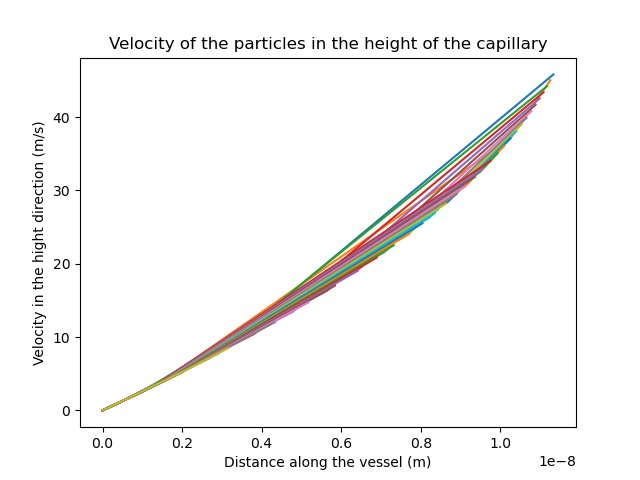 Velocity of the particles in the height of the capillary
Velocity in the hight direction (m/s)
40
30
20
10
0
0.0 0.2 0.4 0.6 0.8 1.0
1e−8
Distance along the vessel (m)